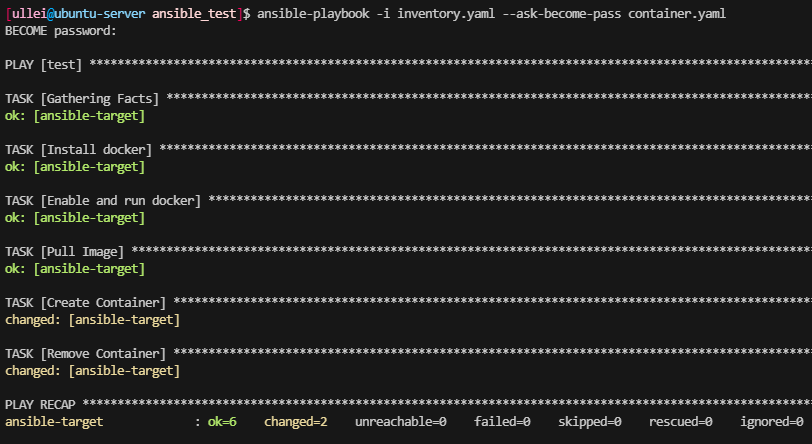 [ullei@ubuntu-server ansible_test]$ ansible-playbook -i inventory.yaml --ask-become-pass container.yaml
BECOME password:
PLAY [test] *******************************************************************************************************
TASK [Gathering Facts] ********************************************************************************************
ok: [ansible-target]
TASK [Install docker] *********************************************************************************************
ok: [ansible-target]
TASK [Enable and run docker] **************************************************************************************
ok: [ansible-target]
TASK [Pull Image] *************************************************************************************************
ok: [ansible-target]
TASK [Create Container] *******************************************************************************************
changed: [ansible-target]
TASK [Remove Container] *******************************************************************************************
changed: [ansible-target]
PLAY RECAP ********************************************************************************************************
ansible-target             : ok=6    changed=2    unreachable=0    failed=0    skipped=0    rescued=0    ignored=0